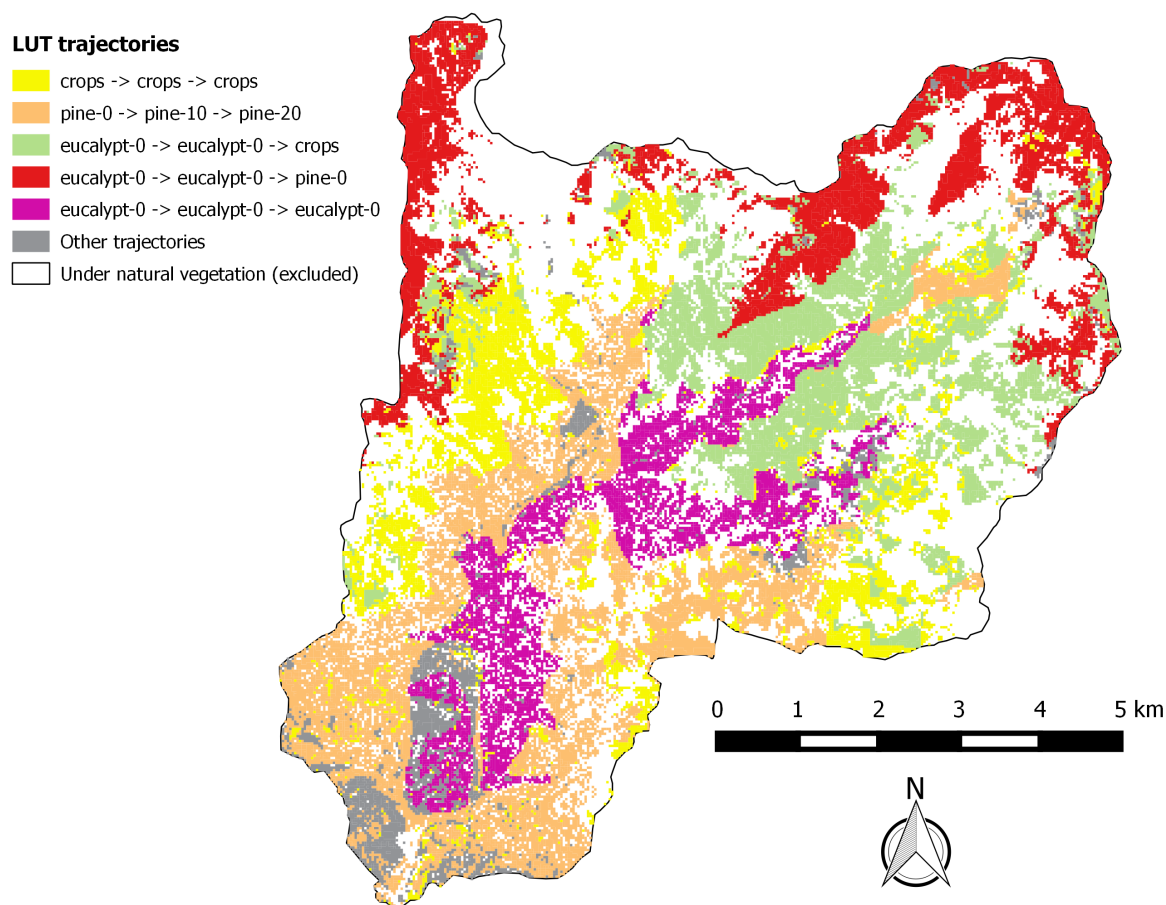 LUT trajectories
crops -> crops -> crops
pine-0 -> pine-10 -> pine-20
eucalypt-0 -> eucalypt-0 -> crops
eucalypt-0 -> eucalypt-0 -> pine-0
eucalypt-0 -> eucalypt-0 -> eucalypt-0
Other trajectories
Under natural vegetation (excluded)
0 1 2 3 4 5 km
N